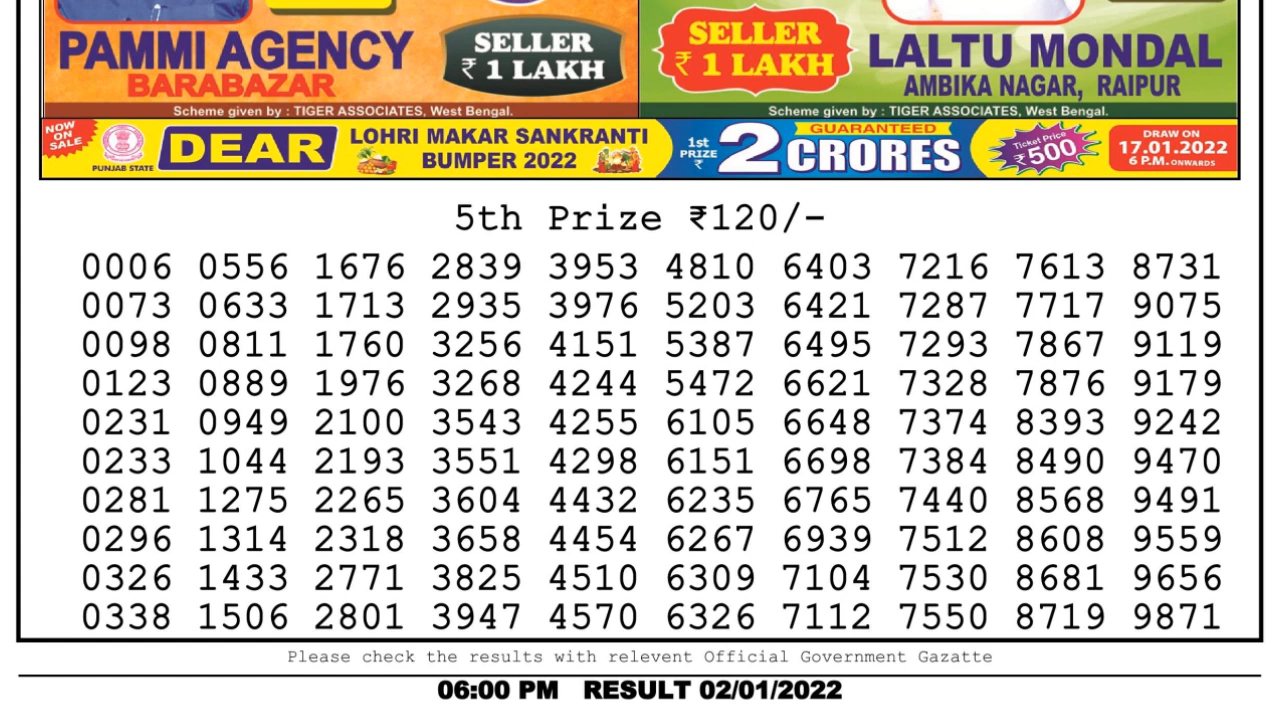 PAMMI AGENCY
BARABAZAR
SELLER
₹ 1 LAKH
Scheme given by : TIGER ASSOCIATES, West Bengal.
SELLER
₹ 1 LAKH
LALTU MONDAL
AMBIKA NAGAR, RAIPUR
Scheme given by : TIGER ASSOCIATES, West Bengal.
NOW
ON
SALE
PUNJAB STATE
DEAR
LOHRI MAKAR SANKRANTI
BUMPER 2022
1st
PRIZE
₹
2
GUARANTEED
CRORES
Ticket Price
₹500
DRAW ON
17.01.2022
6 P.M. ONWARDS
5th Prize ₹120/-
0006 0556 1676 2839 3953 4810 6403 7216 7613 8731
0073 0633 1713 2935 3976 5203 6421 7287 7717 9075
0098 0811 1760 3256 4151 5387 6495 7293 7867 9119
0123 0889 1976 3268 4244 5472 6621 7328 7876 9179
0231 0949 2100 3543 4255 6105 6648 7374 8393 9242
0233 1044 2193 3551 4298 6151 6698 7384 8490 9470
0281 1275 2265 3604 4432 6235 6765 7440 8568 9491
0296 1314 2318 3658 4454 6267 6939 7512 8608 9559
0326 1433 2771 3825 4510 6309 7104 7530 8681 9656
0338 1506 2801 3947 4570 6326 7112 7550 8719 9871
Please check the results with relevent Official Government Gazatte
06:00 PM RESULT 02/01/2022